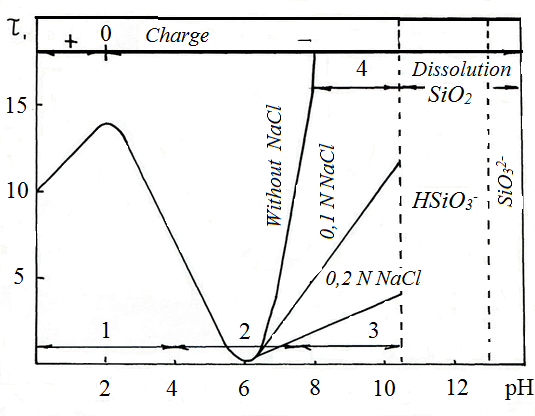 τ,
+ 0 Charge −
4 Dissolution
SiO2
15
10
5
Without NaCl
0,1 N NaCl
0,2 N NaCl
HSiO3-
SiO32-
1 2 3
2 4 6 8 10 12 pH